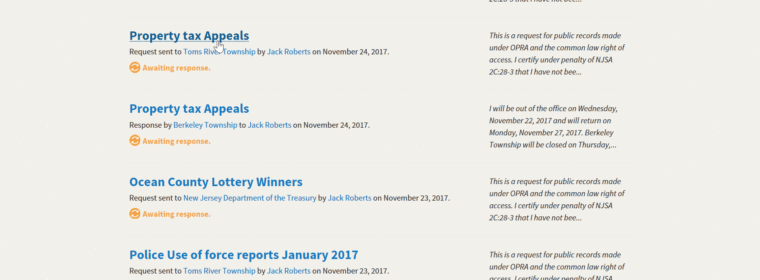 2C:28-3 that I have not bee...
Property tax Appeals
Request sent to Toms River Township by Jack Roberts on November 24, 2017.
Awaiting response.
This is a request for public records made
under OPRA and the common law right of
access. I certify under penalty of NJSA
2C:28-3 that I have not bee...
Property tax Appeals
Response by Berkeley Township to Jack Roberts on November 24, 2017.
Awaiting response.
I will be out of the office on Wednesday,
November 22, 2017 and will return on
Monday, November 27, 2017. Berkeley
Township will be closed on Thursday,...
Ocean County Lottery Winners
Request sent to New Jersey Department of the Treasury by Jack Roberts on November 23, 2017.
Awaiting response.
This is a request for public records made
under OPRA and the common law right of
access. I certify under penalty of NJSA
2C:28-3 that I have not bee...
Police Use of force reports January 2017
Request sent to Toms River Township by Jack Roberts on November 23, 2017.
This is a request for public records made
under OPRA and the common law right of
access. I certify under penalty of NJSA